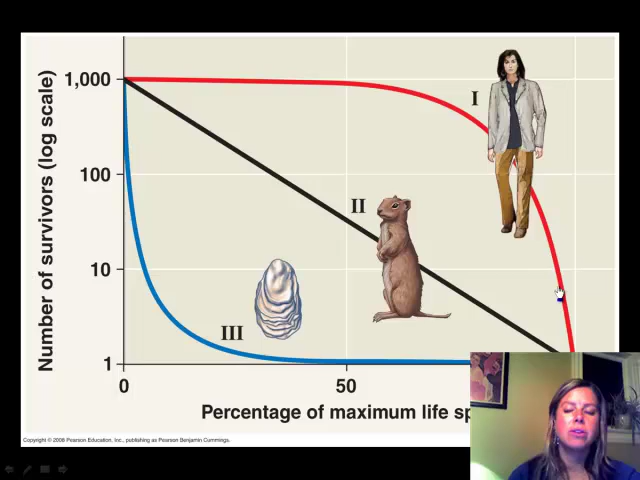 Number of survivors (log scale)
1,000
100
10
1
I
II
III
0
50
Percentage of maximum life sp
Copyright © 2008 Pearson Education, Inc., publishing as Pearson Benjamin Cummings.